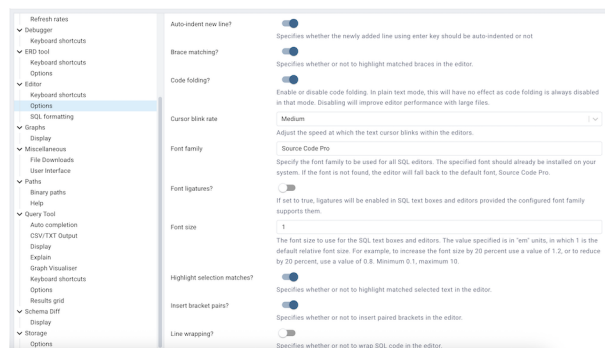 Refresh rates
Debugger
Keyboard shortcuts
ERD tool
Keyboard shortcuts
Options
Editor
Keyboard shortcuts
Options
SQL formatting
Graphs
Display
Miscellaneous
File Downloads
User Interface
Paths
Binary paths
Help
Query Tool
Auto completion
CSV/TXT Output
Display
Explain
Graph Visualiser
Keyboard shortcuts
Options
Results grid
Schema Diff
Display
Storage
Options
Auto-indent new line?
Specifies whether the newly added line using enter key should be auto-indented or not
Brace matching?
Specifies whether or not to highlight matched braces in the editor.
Code folding?
Enable or disable code folding. In plain text mode, this will have no effect as code folding is always disabled
in that mode. Disabling will improve editor performance with large files.
Cursor blink rate
Medium
Adjust the speed at which the text cursor blinks within the editors.
Font family
Source Code Pro
Specify the font family to be used for all SQL editors. The specified font should already be installed on your
system. If the font is not found, the editor will fall back to the default font, Source Code Pro.
Font ligatures?
If set to true, ligatures will be enabled in SQL text boxes and editors provided the configured font family
supports them.
Font size
1
The font size to use for the SQL text boxes and editors. The value specified is in "em" units, in which 1 is the
default relative font size. For example, to increase the font size by 20 percent use a value of 1.2, or to reduce
by 20 percent, use a value of 0.8. Minimum 0.1, maximum 10.
Highlight selection matches?
Specifies whether or not to highlight matched selected text in the editor.
Insert bracket pairs?
Specifies whether or not to insert paired brackets in the editor.
Line wrapping?
Specifies whether or not to wrap SQL code in the editor.